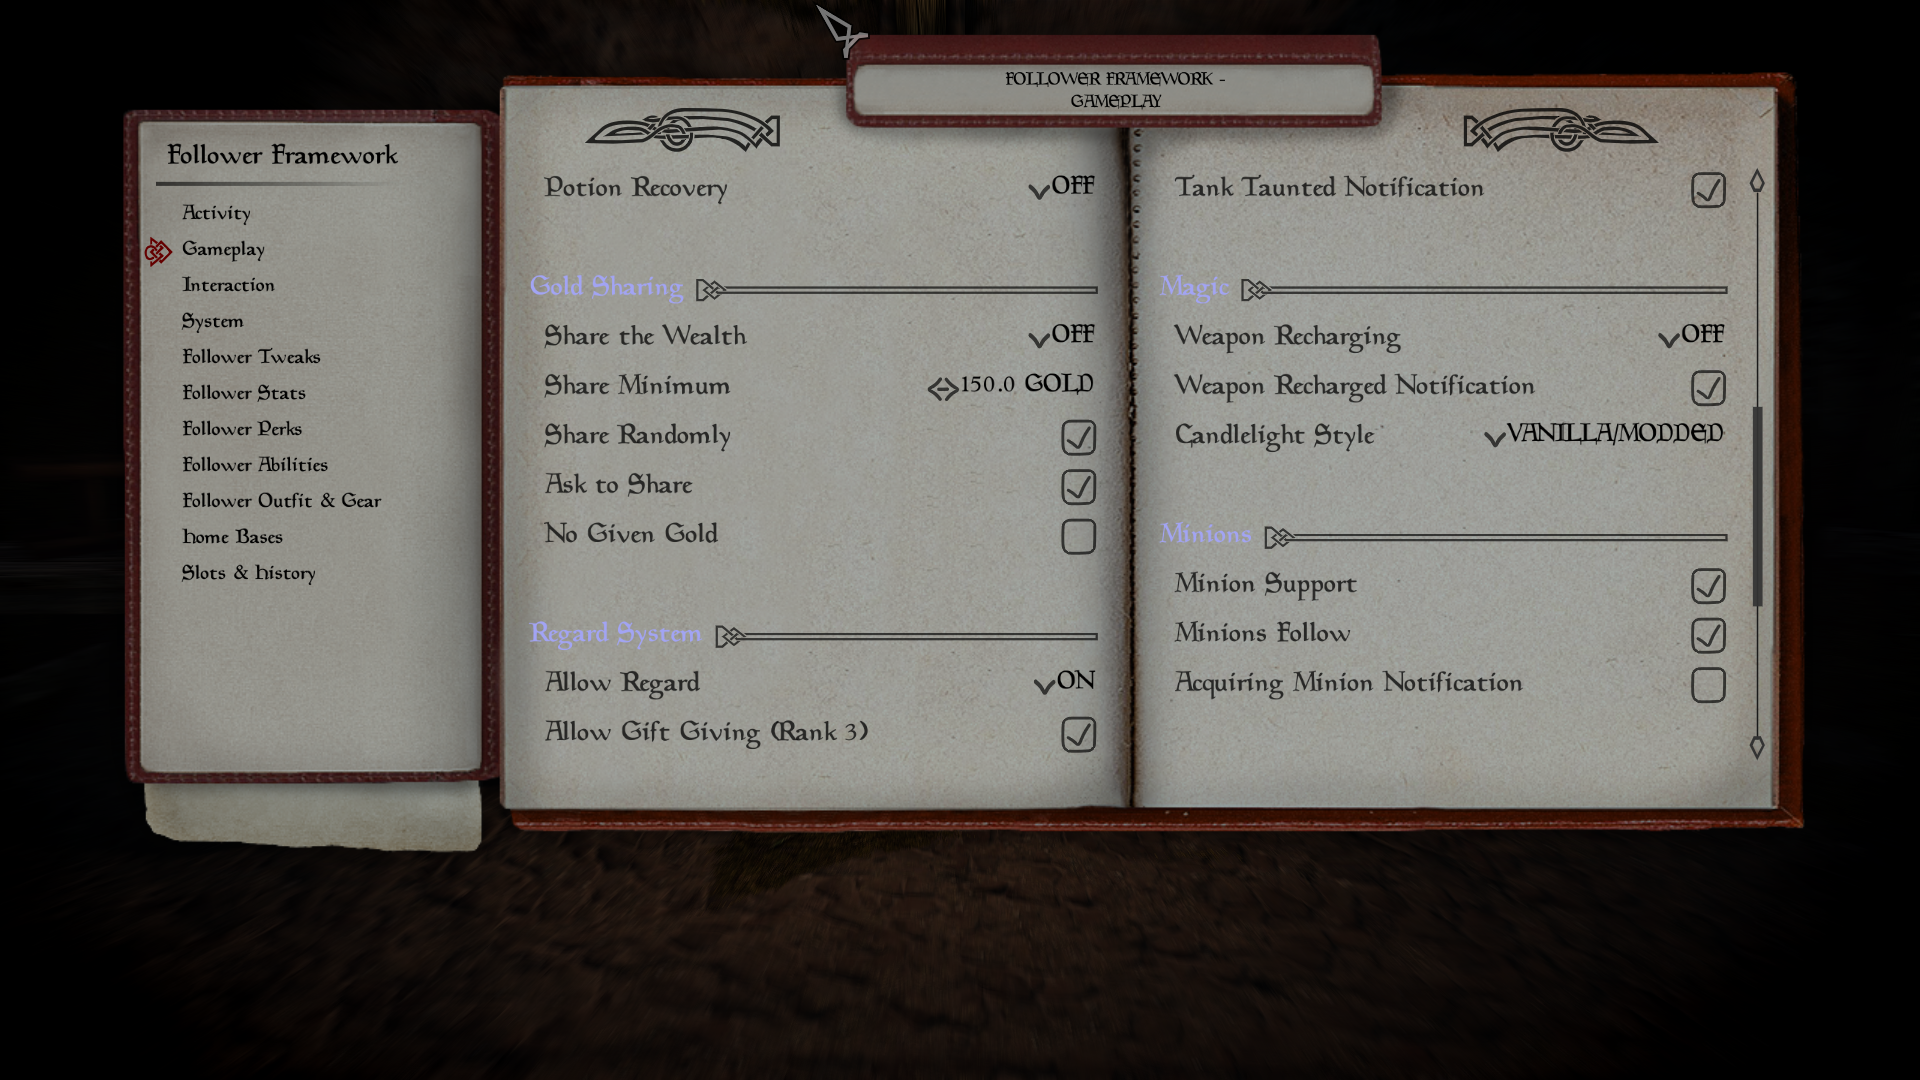 FOLLOWER FRAMEWORK -
GAMEPLAY
Follower Framework
Activity
Gameplay
Interaction
System
Follower Tweaks
Follower Stats
Follower Perks
Follower Abilities
Follower Outfit & Gear
Home Bases
Slots & History
Potion Recovery OFF
Gold Sharing
Share the Wealth OFF
Share Minimum 150.0 GOLD
Share Randomly
Ask to Share
No Given Gold
Regard System
Allow Regard ON
Allow Gift Giving (Rank 3)
Tank Taunted Notification
Magic
Weapon Recharging OFF
Weapon Recharged Notification
Candlelight Style VANILLA/MODDED
Minions
Minion Support
Minions Follow
Acquiring Minion Notification